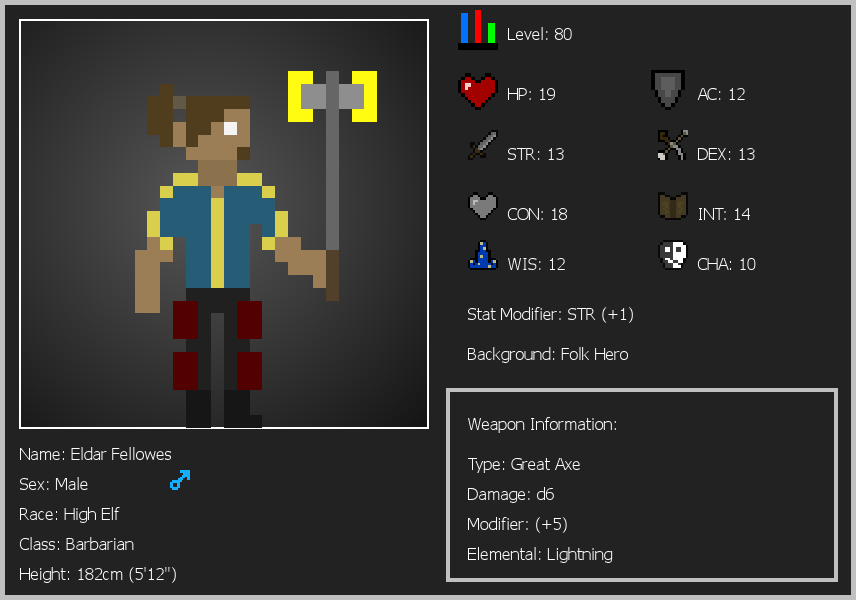 Level: 80
HP: 19
AC: 12
STR: 13
DEX: 13
CON: 18
INT: 14
WIS: 12
CHA: 10
Stat Modifier: STR (+1)
Background: Folk Hero
Weapon Information:
Type: Great Axe
Damage: d6
Modifier: (+5)
Elemental: Lightning
Name: Eldar Fellowes
Sex: Male
Race: High Elf
Class: Barbarian
Height: 182cm (5'12")